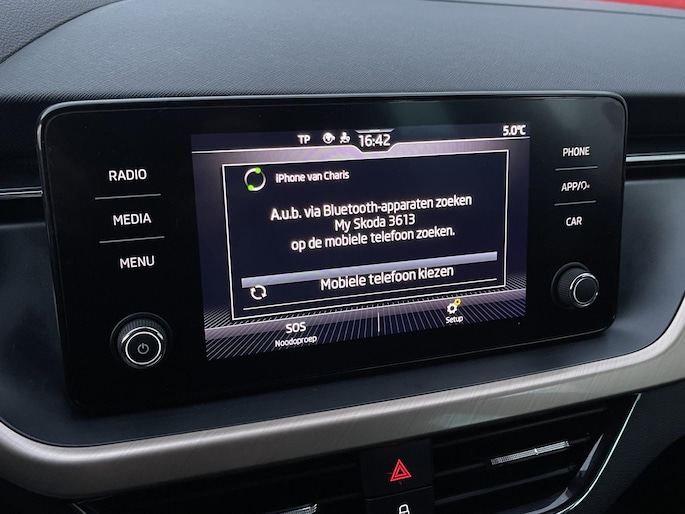 TP 16:42 5.0°C
iPhone van Charis
A.u.b. via Bluetooth-apparaten zoeken
My Skoda 3613
op de mobiele telefoon zoeken.
Mobiele telefoon kiezen
SOS
Noodoproep
Setup
RADIO
MEDIA
MENU
PHONE
APP/
CAR